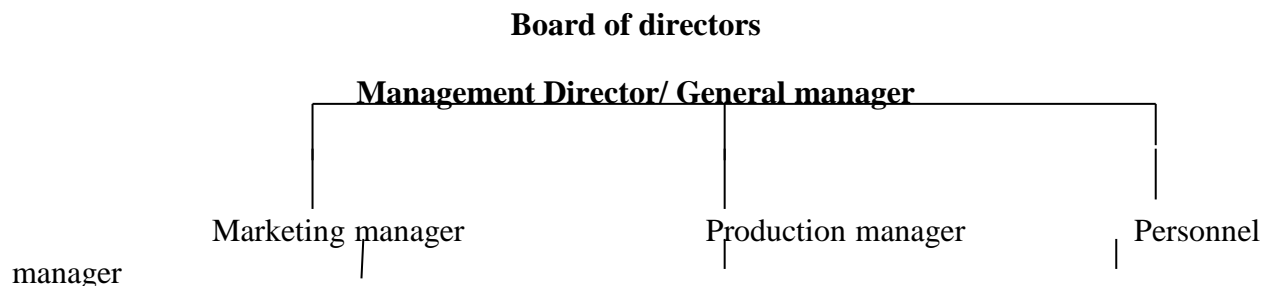 Board of directors
Management Director/ General manager
Marketing manager Production manager Personnel
manager